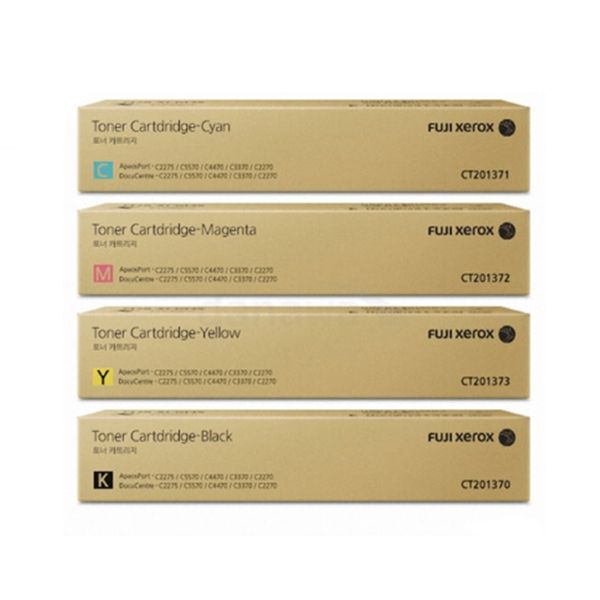 Toner Cartdridge-Cyan
토너 카트리지
FUJI xerox
C
ApeosPort - C2275 / C5570 / C4470 / C3370 / C2270
DocuCentre - C2275 / C5570 / C4470 / C3370 / C2270
CT201371
Toner Cartdridge-Magenta
토너 카트리지
FUJI xerox
M
ApeosPort - C2275 / C5570 / C4470 / C3370 / C2270
DocuCentre - C2275 / C5570 / C4470 / C3370 / C2270
CT201372
Toner Cartdridge-Yellow
토너 카트리지
FUJI xerox
Y
ApeosPort - C2275 / C5570 / C4470 / C3370 / C2270
DocuCentre - C2275 / C5570 / C4470 / C3370 / C2270
CT201373
Toner Cartdridge-Black
토너 카트리지
FUJI xerox
K
ApeosPort - C2275 / C5570 / C4470 / C3370 / C2270
DocuCentre - C2275 / C5570 / C4470 / C3370 / C2270
CT201370